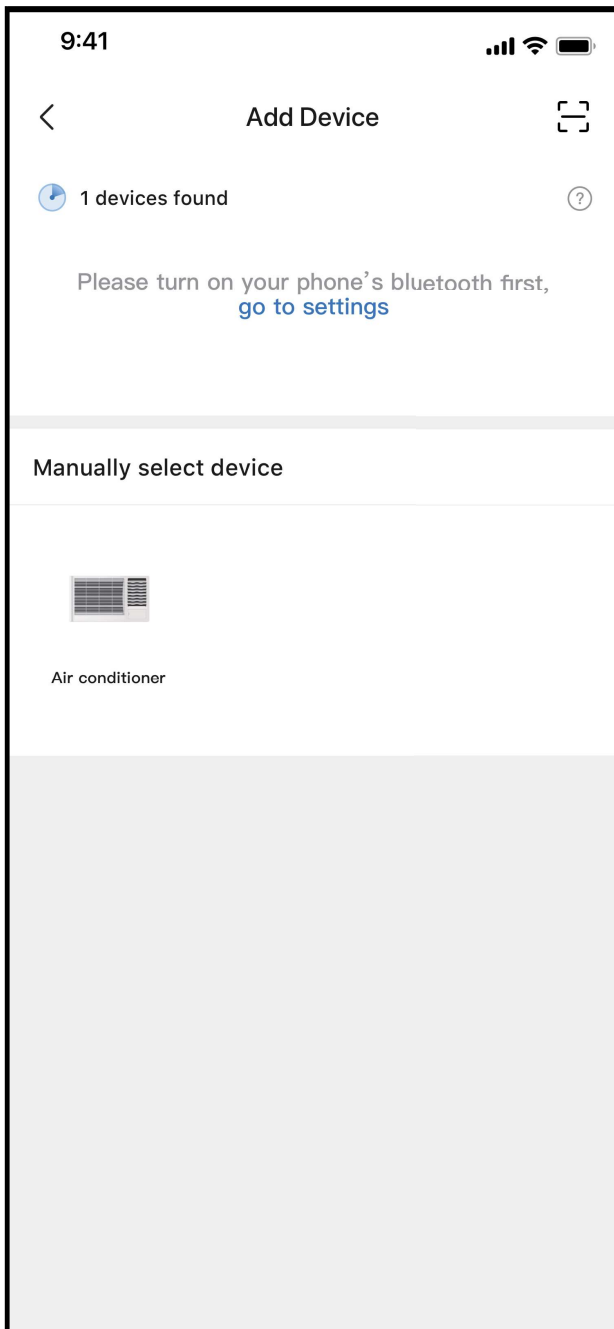 9:41
Add Device
1 devices found
?
Please turn on your phone's bluetooth first,
go to settings
Manually select device
Air conditioner